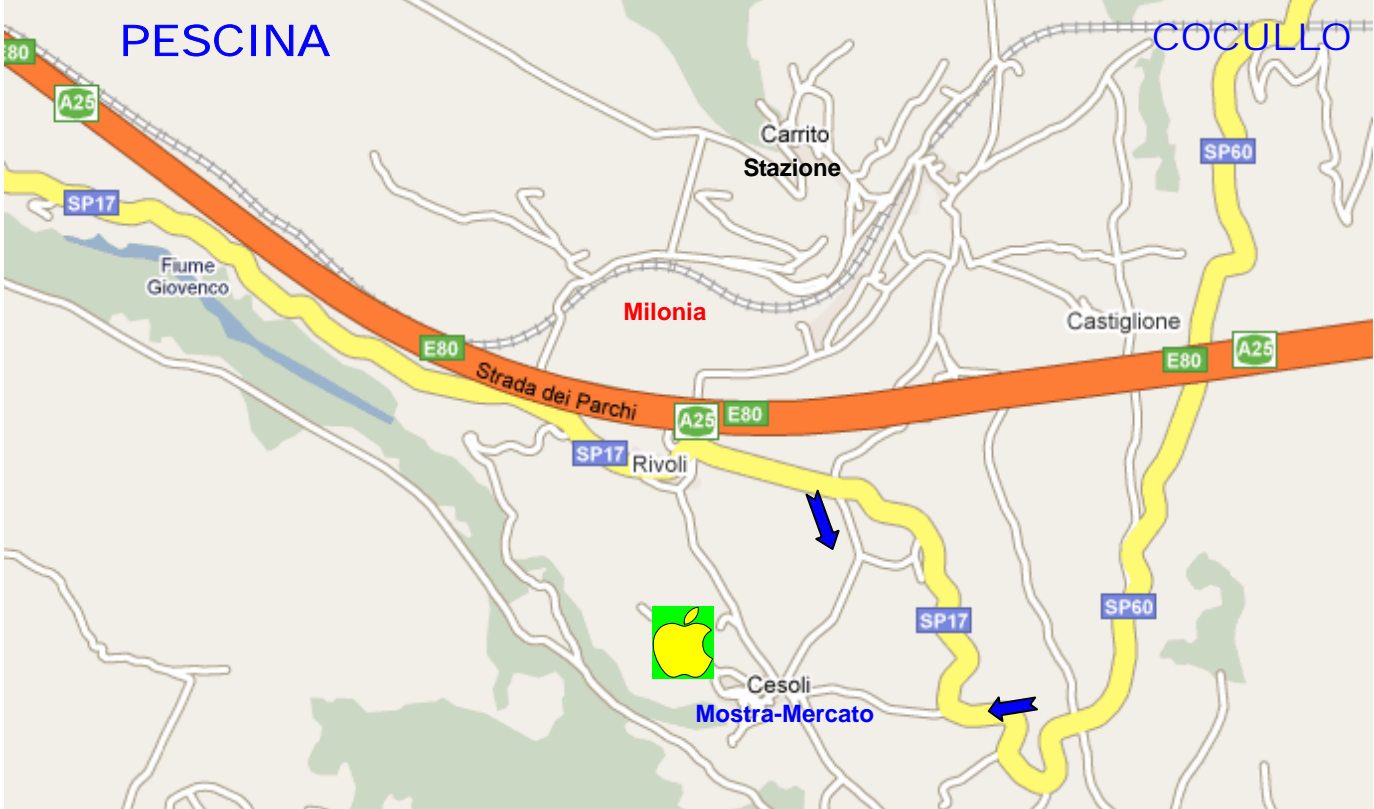 PESCINA
COCULLO
E80
A25
Carrito
Stazione
SP60
SP17
Fiume
Giovenco
Milonia
Castiglione
E80
E80
A25
Strada dei Parchi
A25
E80
SP17
Rivoli
SP17
SP60
Cesoli
Mostra-Mercato